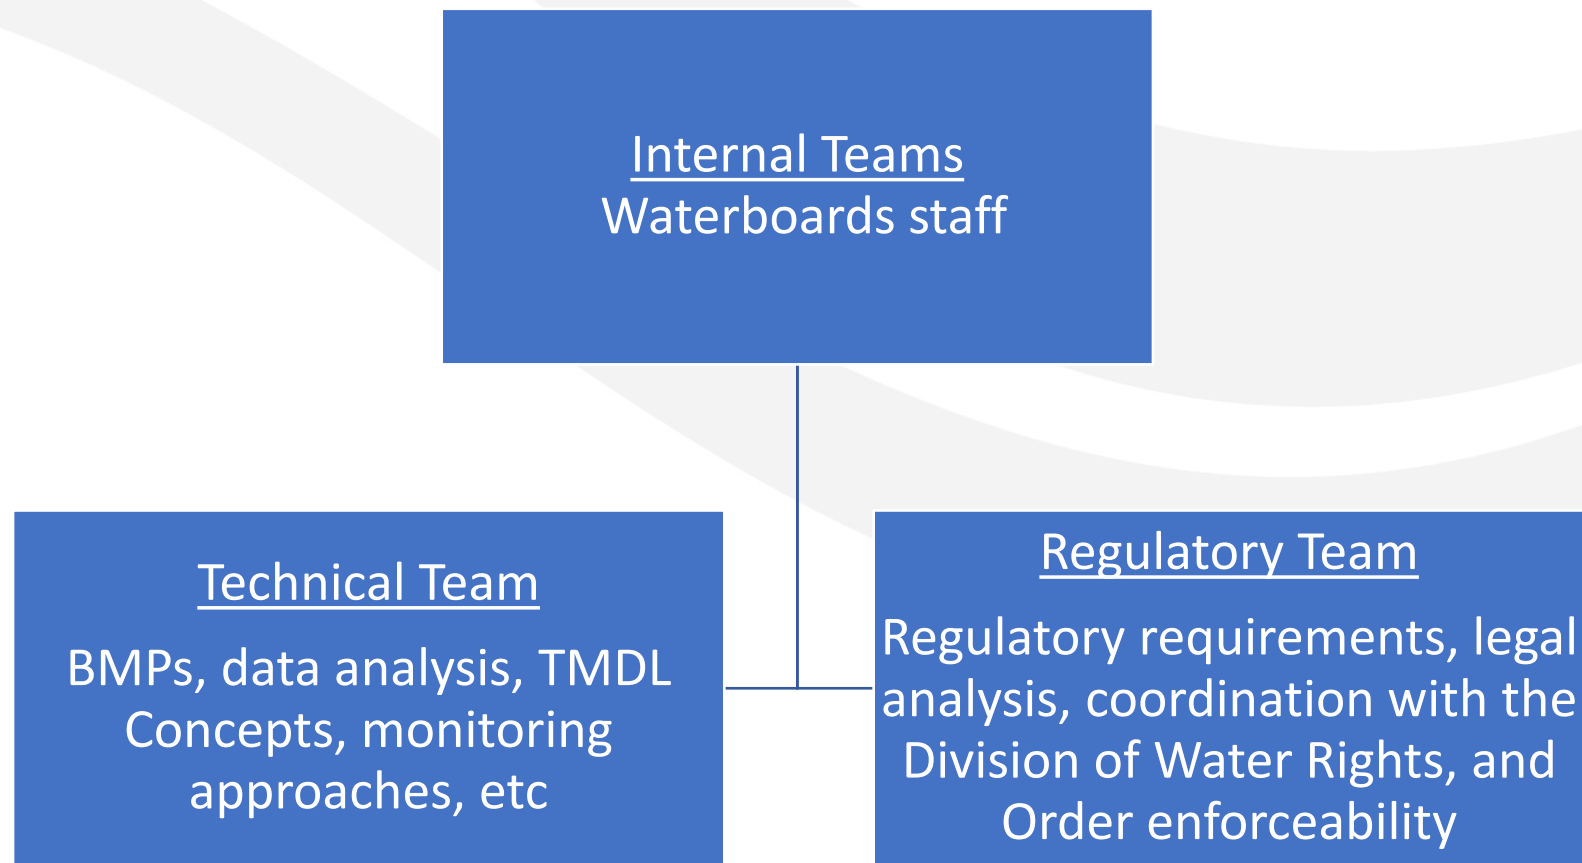 Internal Teams
Waterboards staff
Technical Team
BMPs, data analysis, TMDL
Concepts, monitoring
approaches, etc
Regulatory Team
Regulatory requirements, legal
analysis, coordination with the
Division of Water Rights, and
Order enforceability